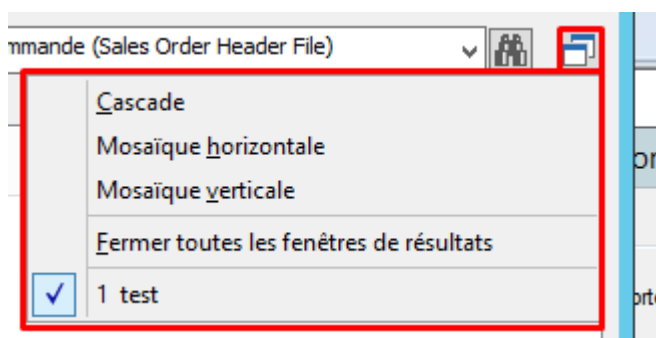 mmande (Sales Order Header File)
Cascade
Mosaïque horizontale
Mosaïque verticale
Fermer toutes les fenêtres de résultats
1 test